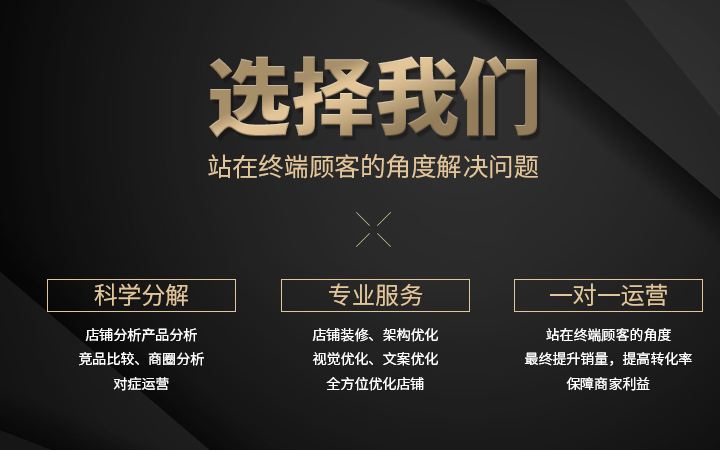 选择我们
站在终端顾客的角度解决问题
科学分解
店铺分析产品分析
竞品比较、商圈分析
对症运营
专业服务
店铺装修、架构优化
视觉优化、文案优化
全方位优化店铺
一对一运营
站在终端顾客的角度
最终提升销量，提高转化率
保障商家利益